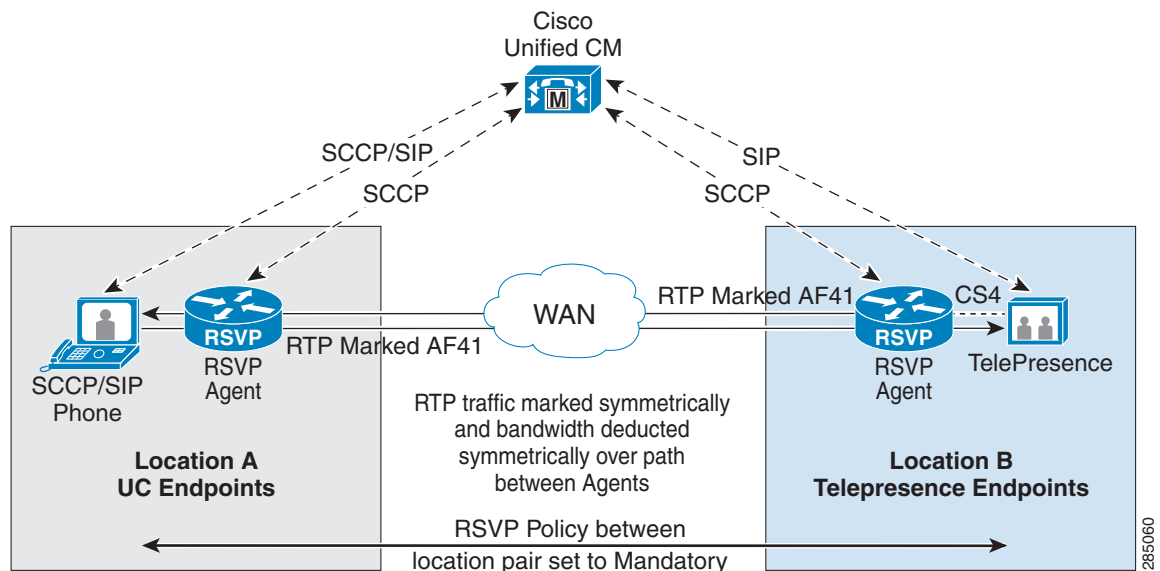 Cisco
Unified CM
M
SCCP/SIP
SCCP
SIP
SCCP
RTP Marked AF41
CS4
WAN
RSVP
RTP Marked AF41
RSVP
SCCP/SIP
Phone
RSVP
Agent
RSVP
Agent
TelePresence
RTP traffic marked symmetrically
and bandwidth deducted
symmetrically over path
between Agents
Location A
UC Endpoints
Location B
Telepresence Endpoints
RSVP Policy between
location pair set to Mandatory
285060